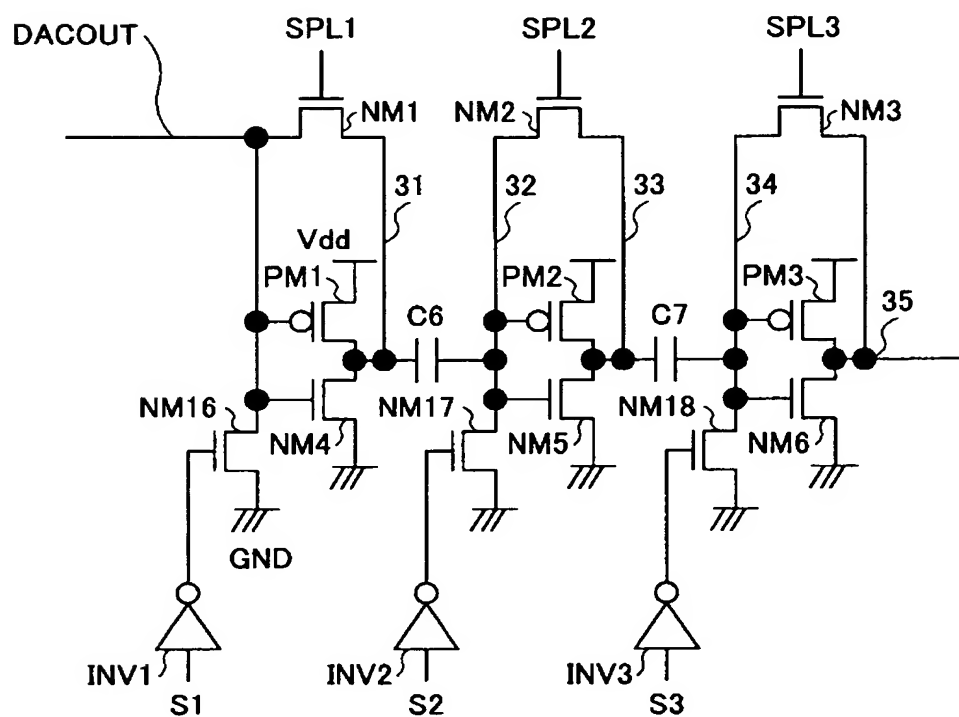 SPL1 SPL2 SPL3
DACOUT
NM1 NM2 NM3
31 32 33 34
Vdd
PM1 PM2 PM3
C6 C7 35
NM16 NM17 NM18
NM4 NM5 NM6
GND
INV1 INV2 INV3
S1 S2 S3